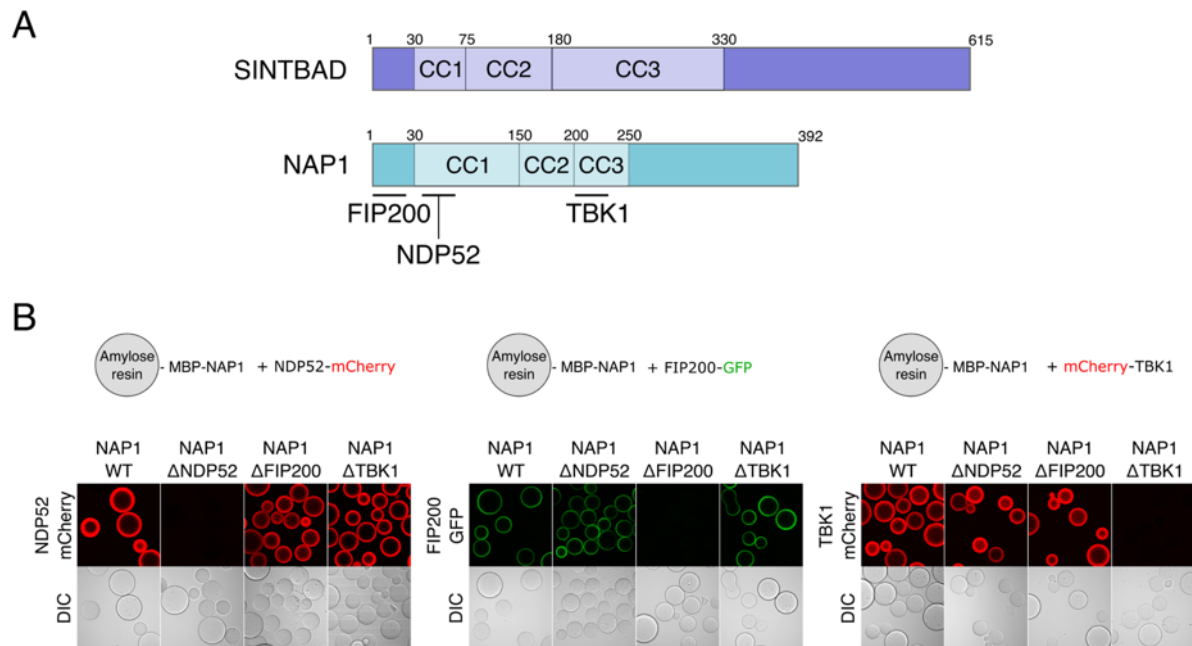 A
1 30 75 180 330 615
SINTBAD CC1 CC2 CC3
1 30 150 200 250 392
NAP1 CC1 CC2 CC3
FIP200 TBK1
NDP52
B
Amylose
resin - MBP-NAP1 + NDP52-mCherry
NAP1 WT NAP1 ΔNDP52 NAP1 ΔFIP200 NAP1 ΔTBK1
NDP52
mCherry
DIC
Amylose
resin - MBP-NAP1 + FIP200-GFP
NAP1 WT NAP1 ΔNDP52 NAP1 ΔFIP200 NAP1 ΔTBK1
FIP200
GFP
DIC
Amylose
resin - MBP-NAP1 + mCherry-TBK1
NAP1 WT NAP1 ΔNDP52 NAP1 ΔFIP200 NAP1 ΔTBK1
TBK1
mCherry
DIC